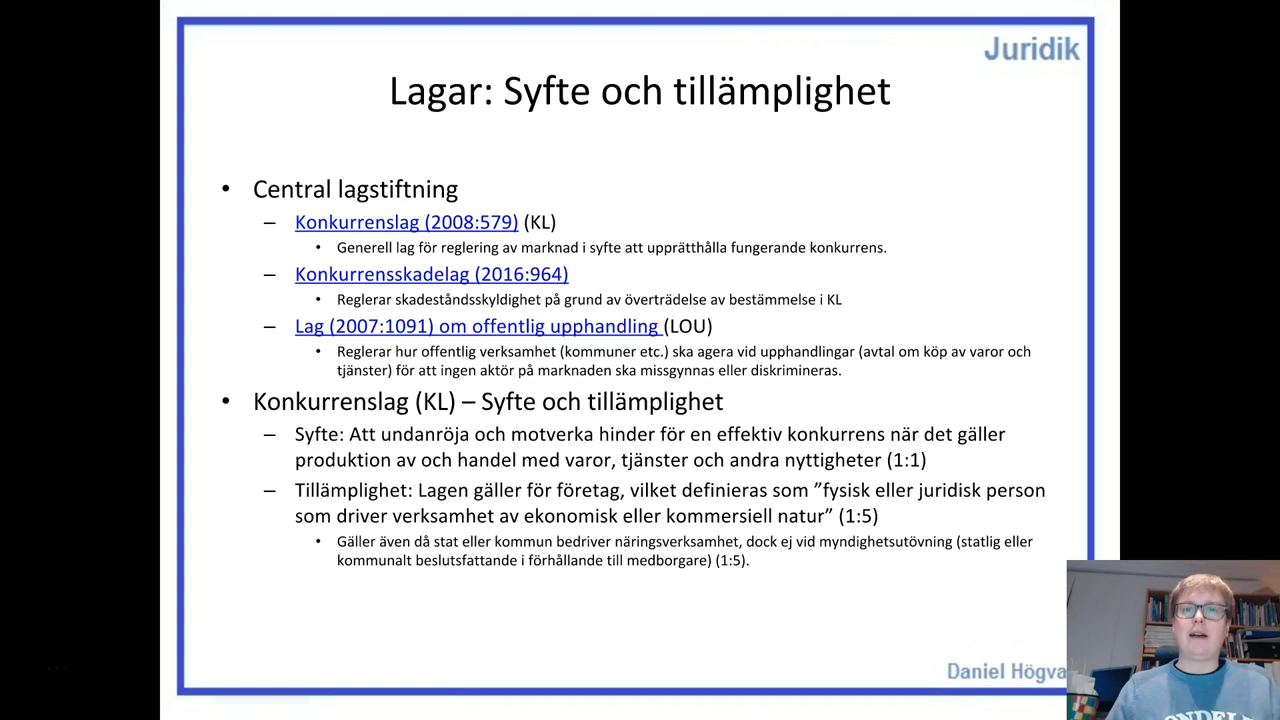 Juridik
Lagar: Syfte och tillämplighet
• Central lagstiftning
– Konkurrenslag (2008:579) (KL)
• Generell lag för reglering av marknad i syfte att upprätthålla fungerande konkurrens.
– Konkurrensskadelag (2016:964)
• Reglerar skadeståndsskyldighet på grund av överträdelse av bestämmelse i KL
– Lag (2007:1091) om offentlig upphandling (LOU)
• Reglerar hur offentlig verksamhet (kommuner etc.) ska agera vid upphandlingar (avtal om köp av varor och
tjänster) för att ingen aktör på marknaden ska missgynnas eller diskrimineras.
• Konkurrenslag (KL) – Syfte och tillämplighet
– Syfte: Att undanröja och motverka hinder för en effektiv konkurrens när det gäller
produktion av och handel med varor, tjänster och andra nyttigheter (1:1)
– Tillämplighet: Lagen gäller för företag, vilket definieras som ”fysisk eller juridisk person
som driver verksamhet av ekonomisk eller kommersiell natur” (1:5)
• Gäller även då stat eller kommun bedriver näringsverksamhet, dock ej vid myndighetsutövning (statlig eller
kommunalt beslutsfattande i förhållande till medborgare) (1:5).
Daniel Högva